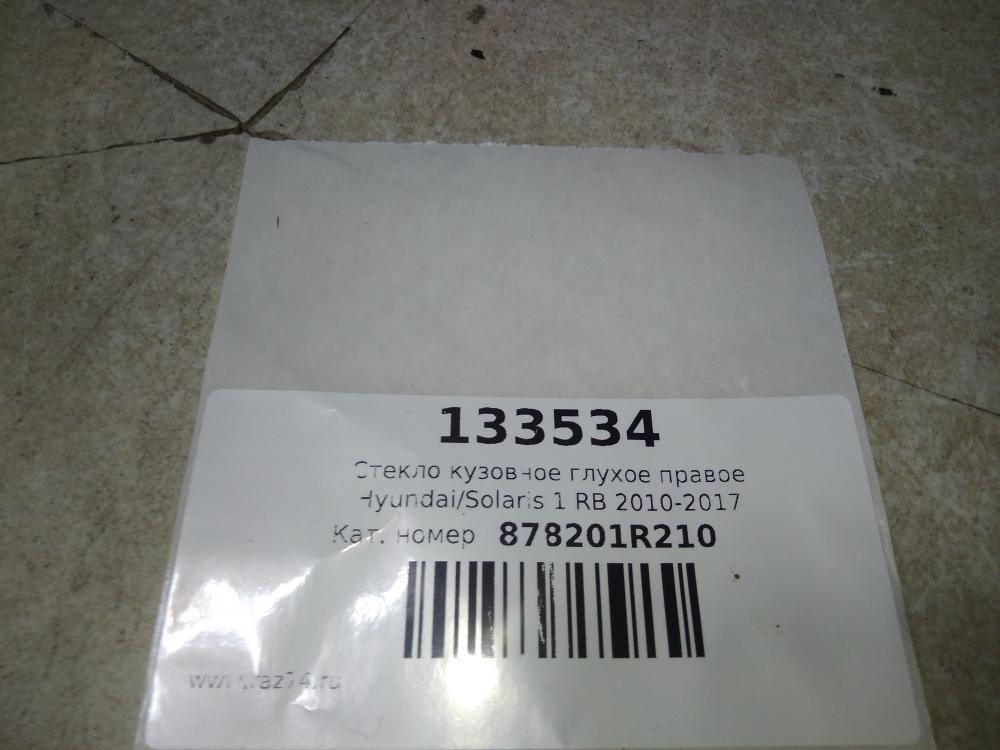 133534
Стекло кузовное глухое правое
Hyundai/Solaris 1 RB 2010-2017
Кат. номер 878201R210